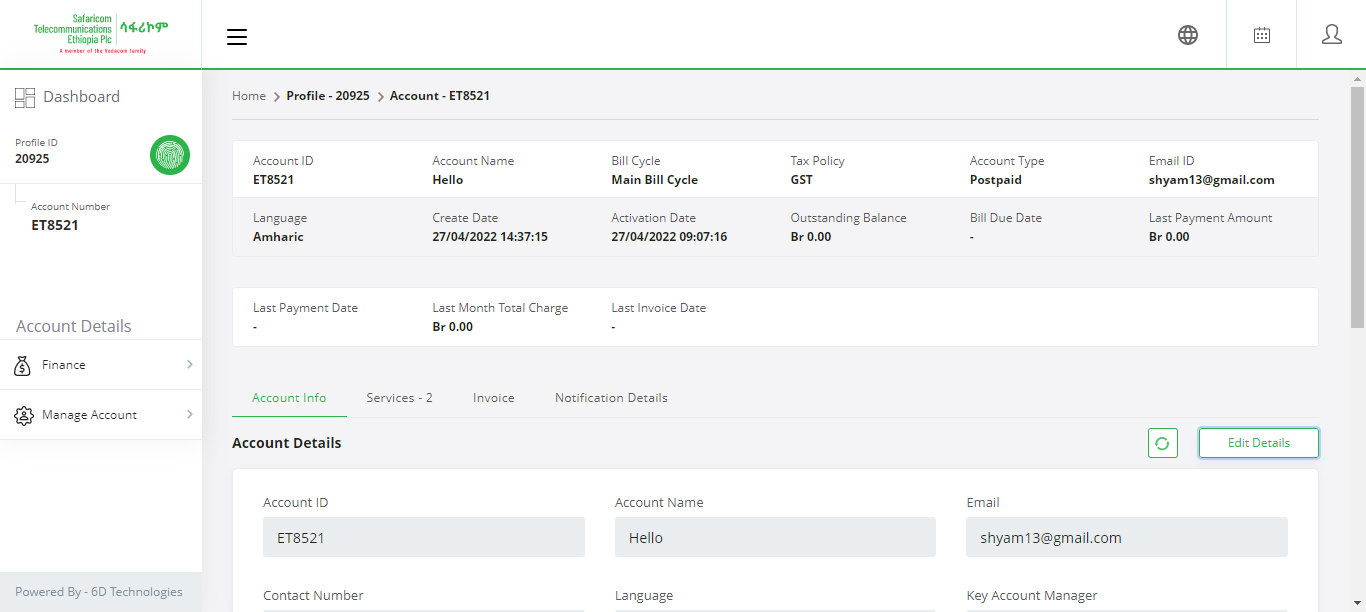 Safaricom
Telecommunications
Ethiopia Plc
ሳፋሪኮም
A member of the Vodacom family
Home > Profile - 20925 > Account - ET8521
Dashboard
Profile ID
20925
Account Number
ET8521
Account Details
Finance
Manage Account
Powered By - 6D Technologies
Account ID Account Name Bill Cycle Tax Policy Account Type Email ID
ET8521 Hello Main Bill Cycle GST Postpaid shyam13@gmail.com
Language Create Date Activation Date Outstanding Balance Bill Due Date Last Payment Amount
Amharic 27/04/2022 14:37:15 27/04/2022 09:07:16 Br 0.00 - Br 0.00
Last Payment Date Last Month Total Charge Last Invoice Date
- Br 0.00 -
Account Info Services - 2 Invoice Notification Details
Account Details Edit Details
Account ID Account Name Email
ET8521 Hello shyam13@gmail.com
Contact Number Language Key Account Manager